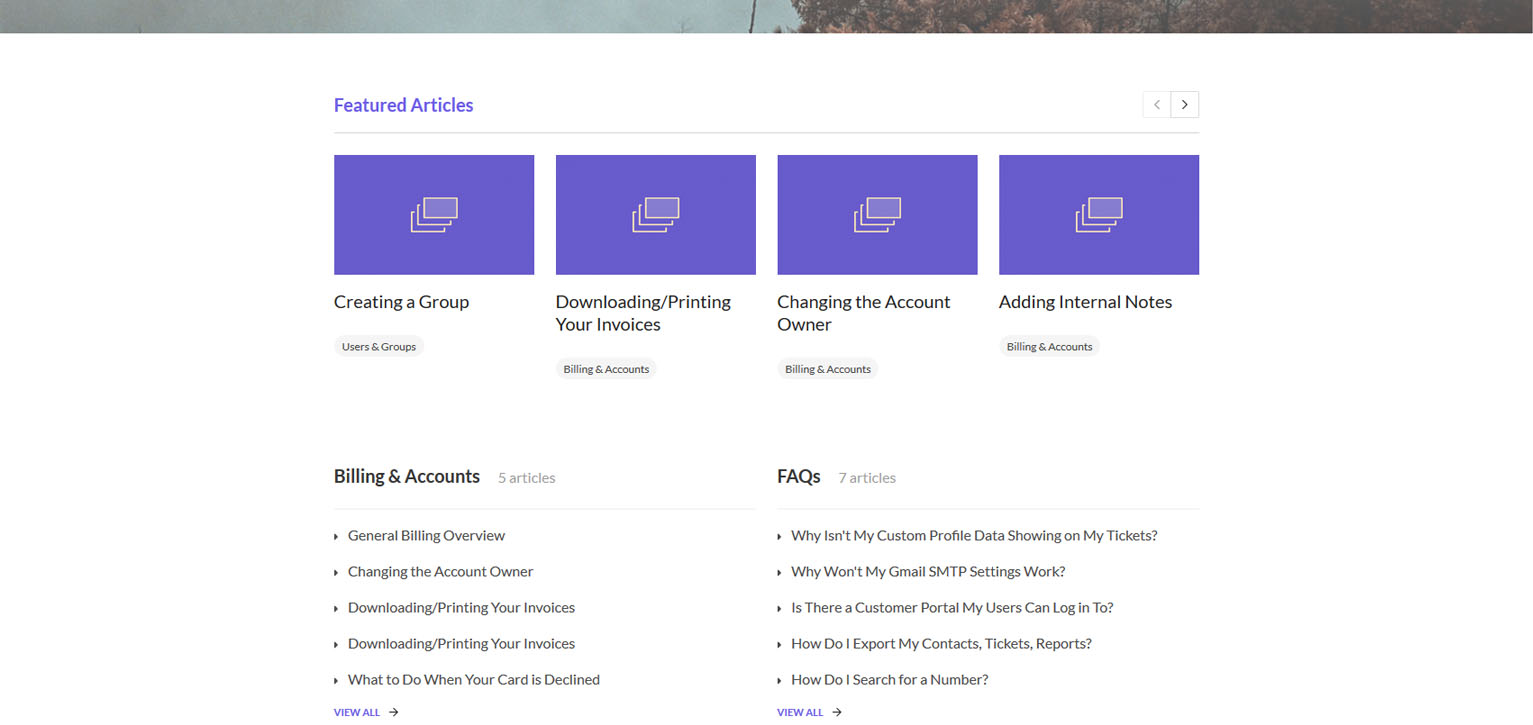 Featured Articles
Creating a Group
Users & Groups
Downloading/Printing
Your Invoices
Billing & Accounts
Changing the Account
Owner
Billing & Accounts
Adding Internal Notes
Billing & Accounts
Billing & Accounts 5 articles
General Billing Overview
Changing the Account Owner
Downloading/Printing Your Invoices
Downloading/Printing Your Invoices
What to Do When Your Card is Declined
VIEW ALL
FAQs 7 articles
Why Isn't My Custom Profile Data Showing on My Tickets?
Why Won't My Gmail SMTP Settings Work?
Is There a Customer Portal My Users Can Log in To?
How Do I Export My Contacts, Tickets, Reports?
How Do I Search for a Number?
VIEW ALL